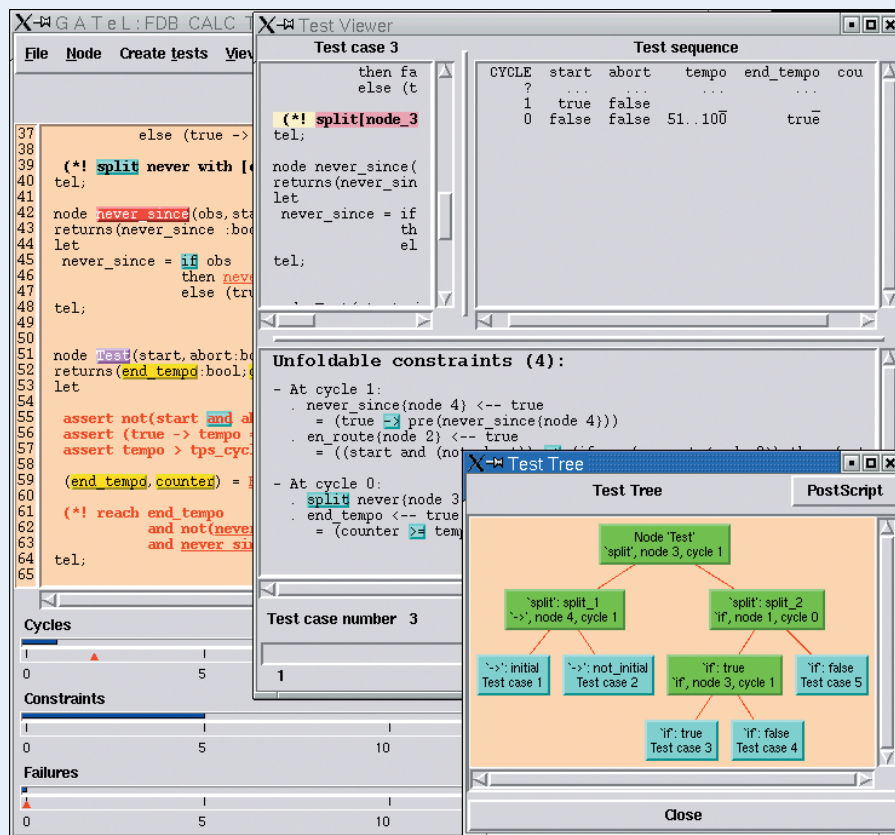 GATeL:FDB CALC T
File Node Create tests View
37 else (true ->
38
39 (*! split never with [
40 tel;
41
42 node never_since(obs,sta
43 returns(never_since :boo
44 let
45 never_since = if obs
46 then neve
47 else (tru
48 tel;
49
50
51 node Test(start,abort:bo
52 returns(end_tempo:bool;
53 let
54
55 assert not(start and ab
56 assert (true -> tempo =
57 assert tempo > tps_cycl
58
59 (end_tempo,counter) =
60
61 (*! reach end_tempo
62 and not(never
63 and never_sin
64 tel;
65
Cycles
0 5
Constraints
0 5 10
Failures
0 5 10
Test Viewer
Test case 3
then fa
else (t
(*! split[node_3
tel;
node never_since(
returns(never_sin
let
never_since = if
th
el
tel;
Test sequence
CYCLE start abort tempo end_tempo cou
? ... ... ... ...
1 true false _ _
0 false false 51..100 true
Unfoldable constraints (4):
- At cycle 1:
. never_since{node 4} <-- true
= (true -> pre(never_since{node 4}))
. en_route{node 2} <-- true
= ((start and (not
- At cycle 0:
. split never{node 3
. end_tempo <-- true
= (counter >= temp
Test case number 3
1
Test Tree
Test Tree
PostScript
Node 'Test'
`split', node 3, cycle 1
`split': split_1
`->', node 4, cycle 1
`split': split_2
`if', node 1, cycle 0
`->': initial
Test case 1
`->': not_initial
Test case 2
`if': true
`if', node 3, cycle 1
`if': false
Test case 5
`if': true
Test case 3
`if': false
Test case 4
Close